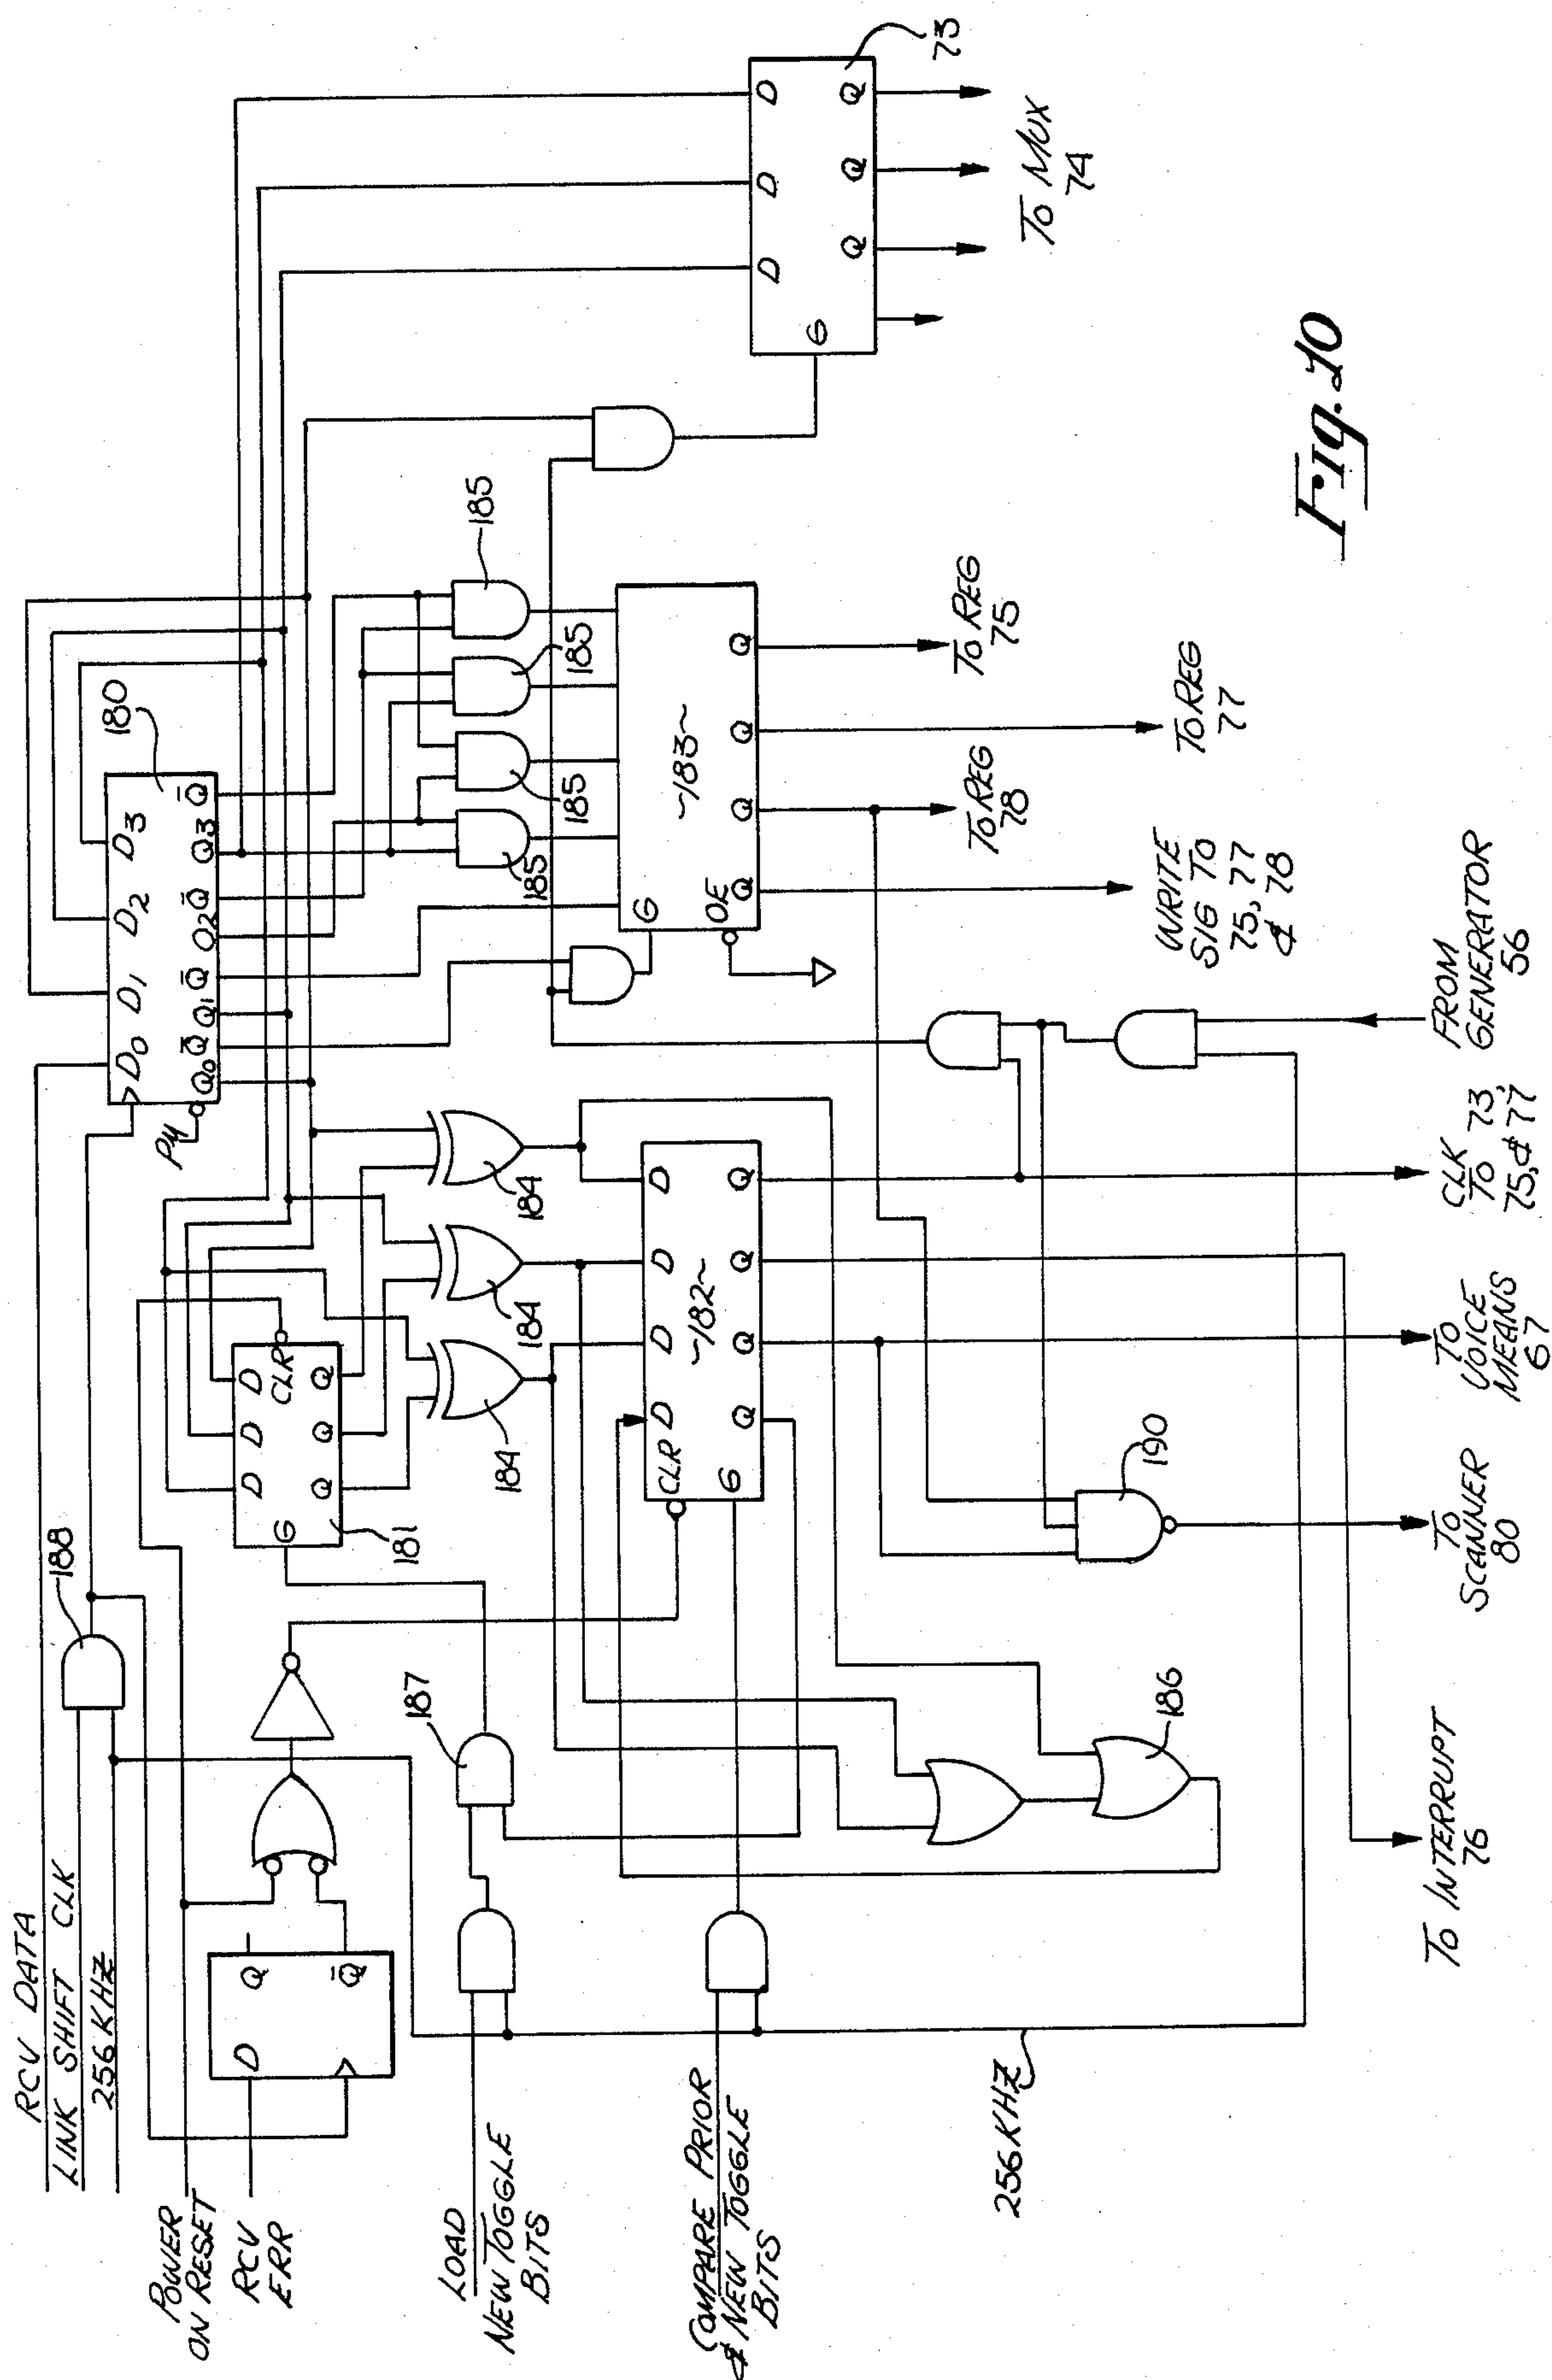 RCV DATA
LINK SHIFT CLK
256 KHZ
POWER
ON RESET
RCV
ERR
LOAD
NEW TOGGLE
BITS
COMPARE PRIOR
& NEW TOGGLE
BITS
188
D Q
Q̅
187
G
D D D
CLR
Q Q Q
181
184
184
184
D0 D1 D2 D3
Q0 Q̅ Q1 Q̅ Q2 Q̅ Q3 Q̅
180
185
185
185
185
CLR
G
D D D D
~182~
Q Q Q Q
G
OE
~183~
Q Q Q Q
D D D
G
Q Q Q
73
186
190
256KHZ
TO INTERRUPT
76
TO
SCANNER
80
TO
VOICE
MEANS
67
CLK
TO 73,
75,& 77
FROM
GENERATOR
56
WRITE
SIG TO
75, 77
& 78
TO REG
78
TO REG
77
TO REG
75
TO MUX
74
Fig. 10